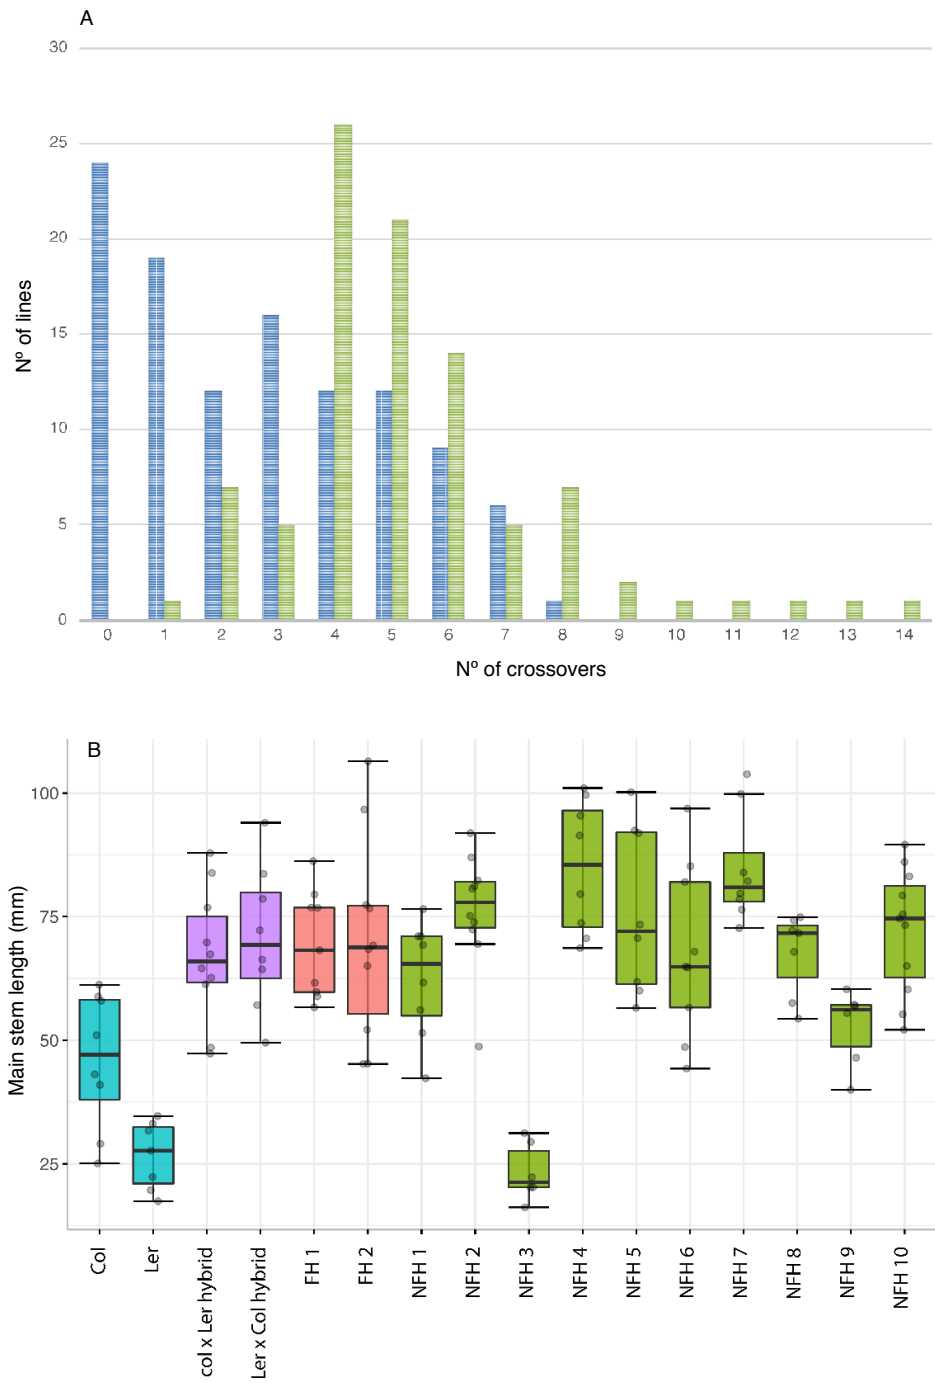 A
30
25
20
15
10
5
0
Nº of lines
0 1 2 3 4 5 6 7 8 9 10 11 12 13 14
Nº of crossovers
B
100
75
50
25
Main stem length (mm)
Col
Ler
col x Ler hybrid
Ler x Col hybrid
FH 1
FH 2
NFH 1
NFH 2
NFH 3
NFH 4
NFH 5
NFH 6
NFH 7
NFH 8
NFH 9
NFH 10